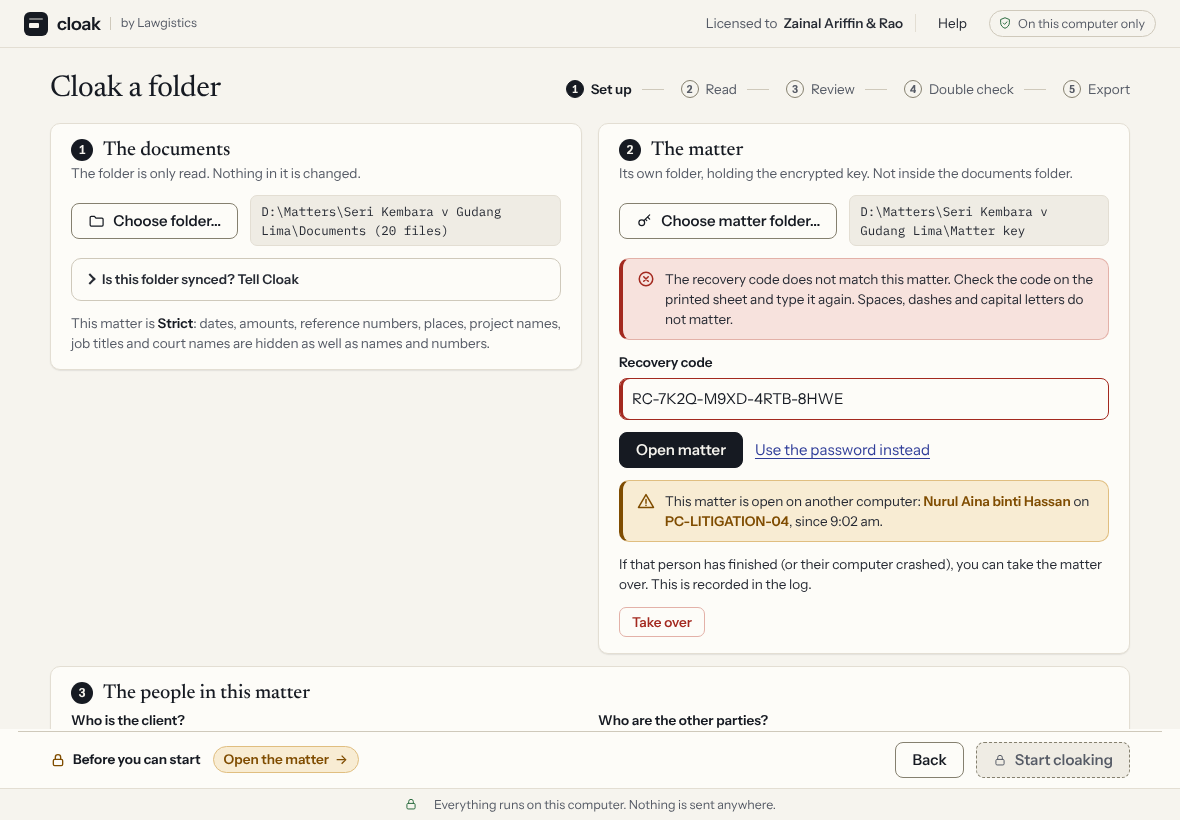 cloak
by Lawgistics
Licensed to Zainal Ariffin & Rao
Help
On this computer only
Cloak a folder
1 Set up
2 Read
3 Review
4 Double check
5 Export
1 The documents
The folder is only read. Nothing in it is changed.
Choose folder...
D:\Matters\Seri Kembara v Gudang
Lima\Documents (20 files)
Is this folder synced? Tell Cloak
This matter is Strict: dates, amounts, reference numbers, places, project names,
job titles and court names are hidden as well as names and numbers.
2 The matter
Its own folder, holding the encrypted key. Not inside the documents folder.
Choose matter folder...
D:\Matters\Seri Kembara v
Gudang Lima\Matter key
The recovery code does not match this matter. Check the code on the
printed sheet and type it again. Spaces, dashes and capital letters do
not matter.
Recovery code
RC-7K2Q-M9XD-4RTB-8HWE
Open matter
Use the password instead
This matter is open on another computer: Nurul Aina binti Hassan on
PC-LITIGATION-04, since 9:02 am.
If that person has finished (or their computer crashed), you can take the matter
over. This is recorded in the log.
Take over
3 The people in this matter
Who is the client?
Who are the other parties?
Before you can start
Open the matter →
Back
Start cloaking
Everything runs on this computer. Nothing is sent anywhere.